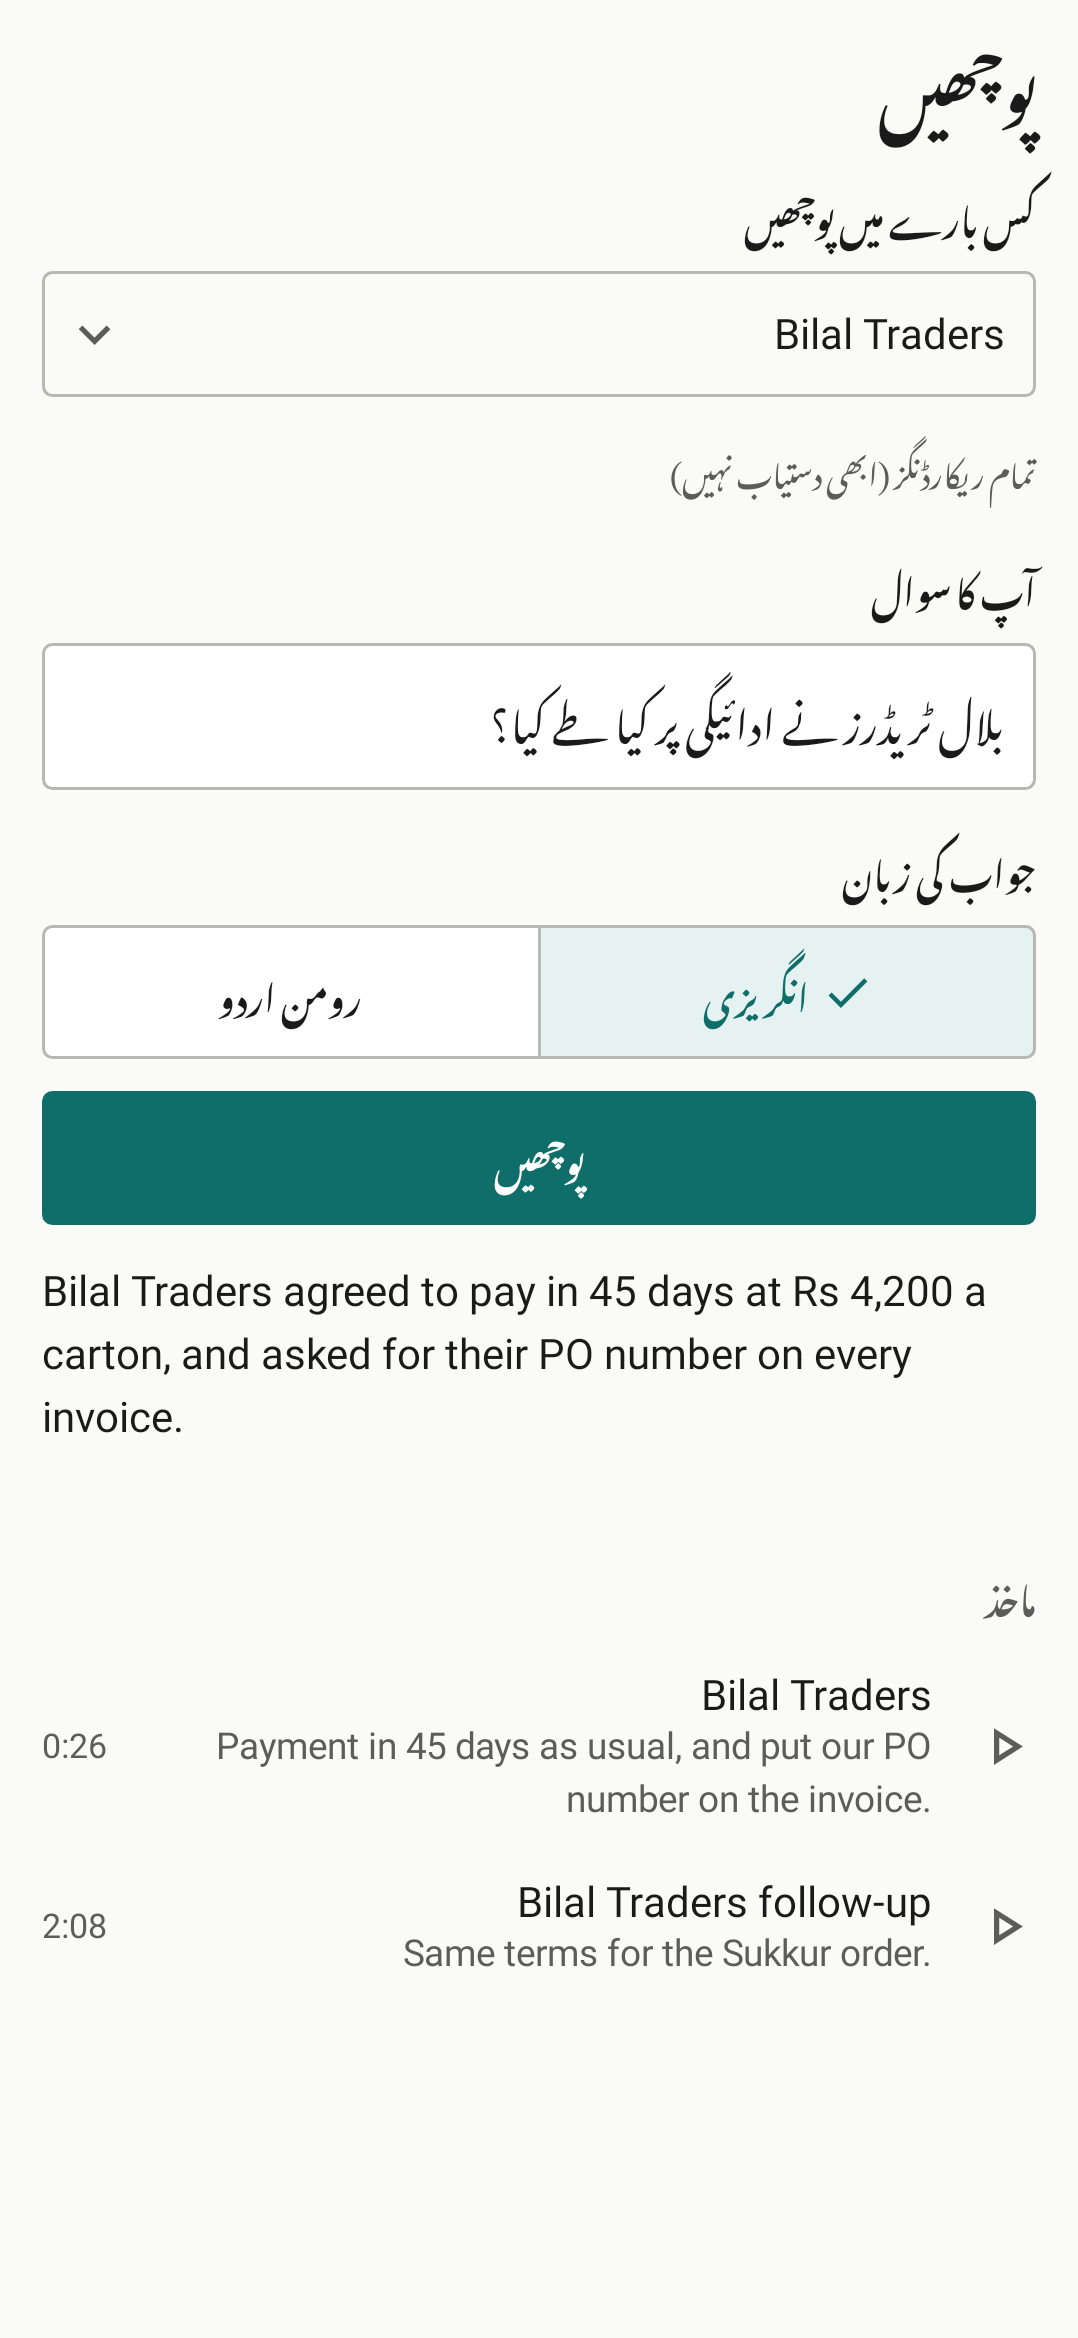 پوچھیں
کس بارے میں پوچھیں
Bilal Traders
تمام ریکارڈنگز (ابھی دستیاب نہیں)
آپ کا سوال
بلال ٹریڈرز نے ادائیگی پر کیا طے کیا؟
جواب کی زبان
انگریزی
رومن اردو
پوچھیں
Bilal Traders agreed to pay in 45 days at Rs 4,200 a
carton, and asked for their PO number on every
invoice.
ماخذ
Bilal Traders
Payment in 45 days as usual, and put our PO
number on the invoice.
0:26
Bilal Traders follow-up
Same terms for the Sukkur order.
2:08